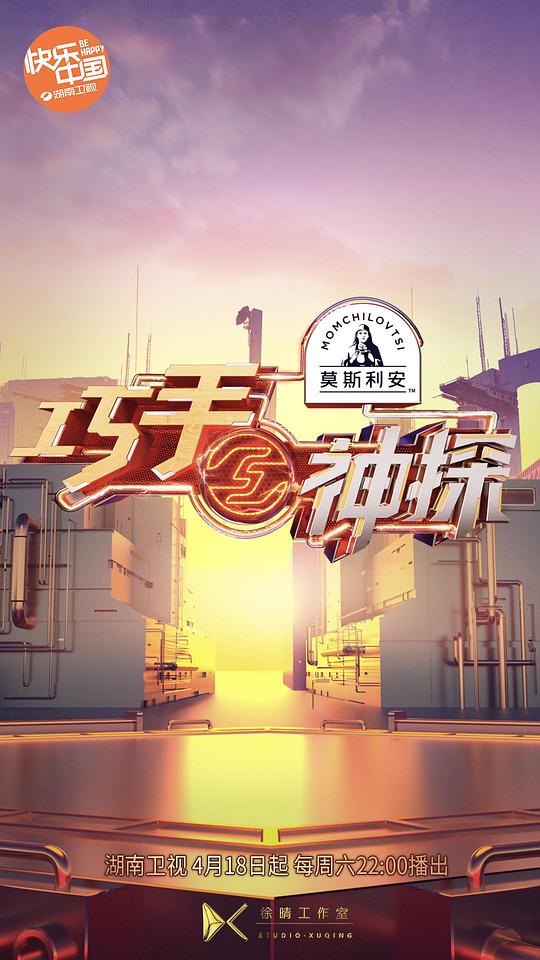 快乐 BE
中国 HAPPY
湖南卫视
MOMCHILOVTSI
莫斯利安™
巧手神探
湖南卫视 4月18日起 每周六22:00播出
徐晴工作室
STUDIO·XUQING